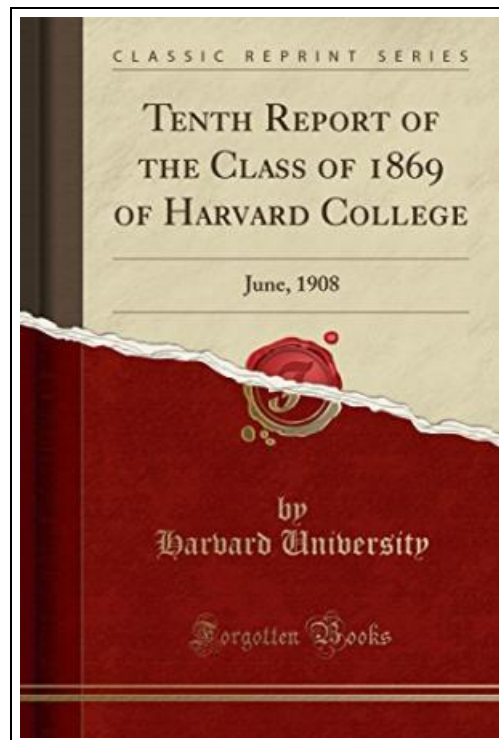 CLASSIC REPRINT SERIES
TENTH REPORT OF
THE CLASS OF 1869
OF HARVARD COLLEGE
June, 1908
by
Harvard University
Forgotten Books